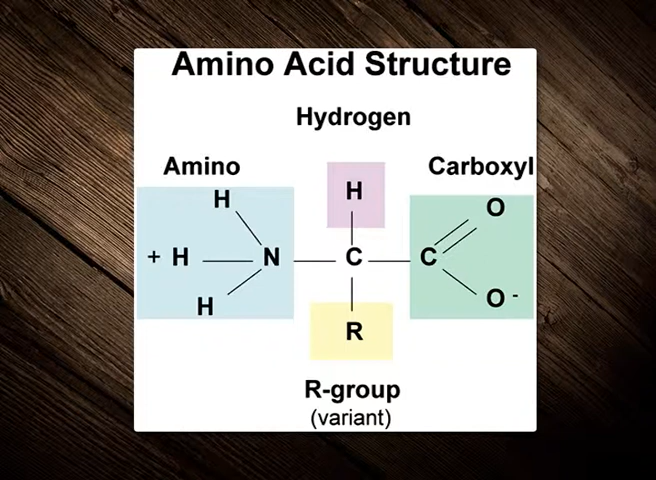 Amino Acid Structure
Hydrogen
Amino
Carboxyl
H
H
O
+ H
N
C
C
H
O -
R
R-group
(variant)